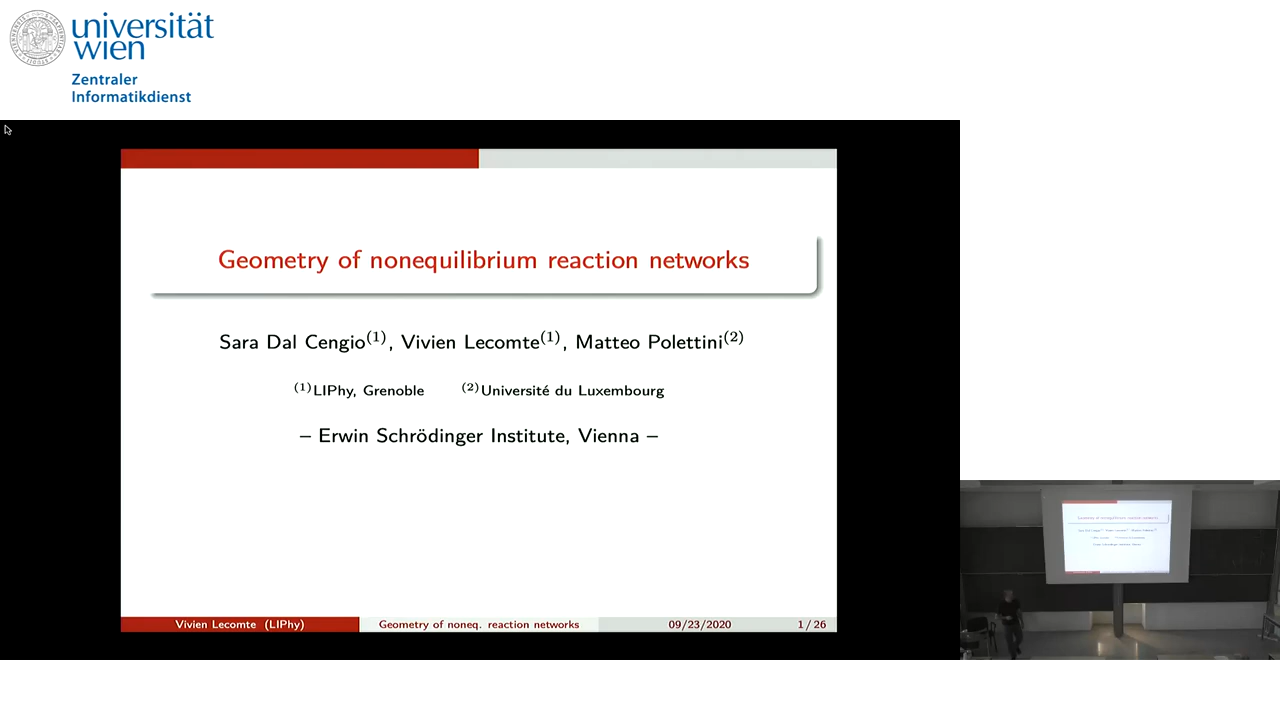 universität
wien
Zentraler
Informatikdienst
Geometry of nonequilibrium reaction networks
Sara Dal Cengio(1), Vivien Lecomte(1), Matteo Polettini(2)
(1)LIPhy, Grenoble (2)Université du Luxembourg
– Erwin Schrödinger Institute, Vienna –
Vivien Lecomte (LIPhy) Geometry of noneq. reaction networks 09/23/2020 1 / 26